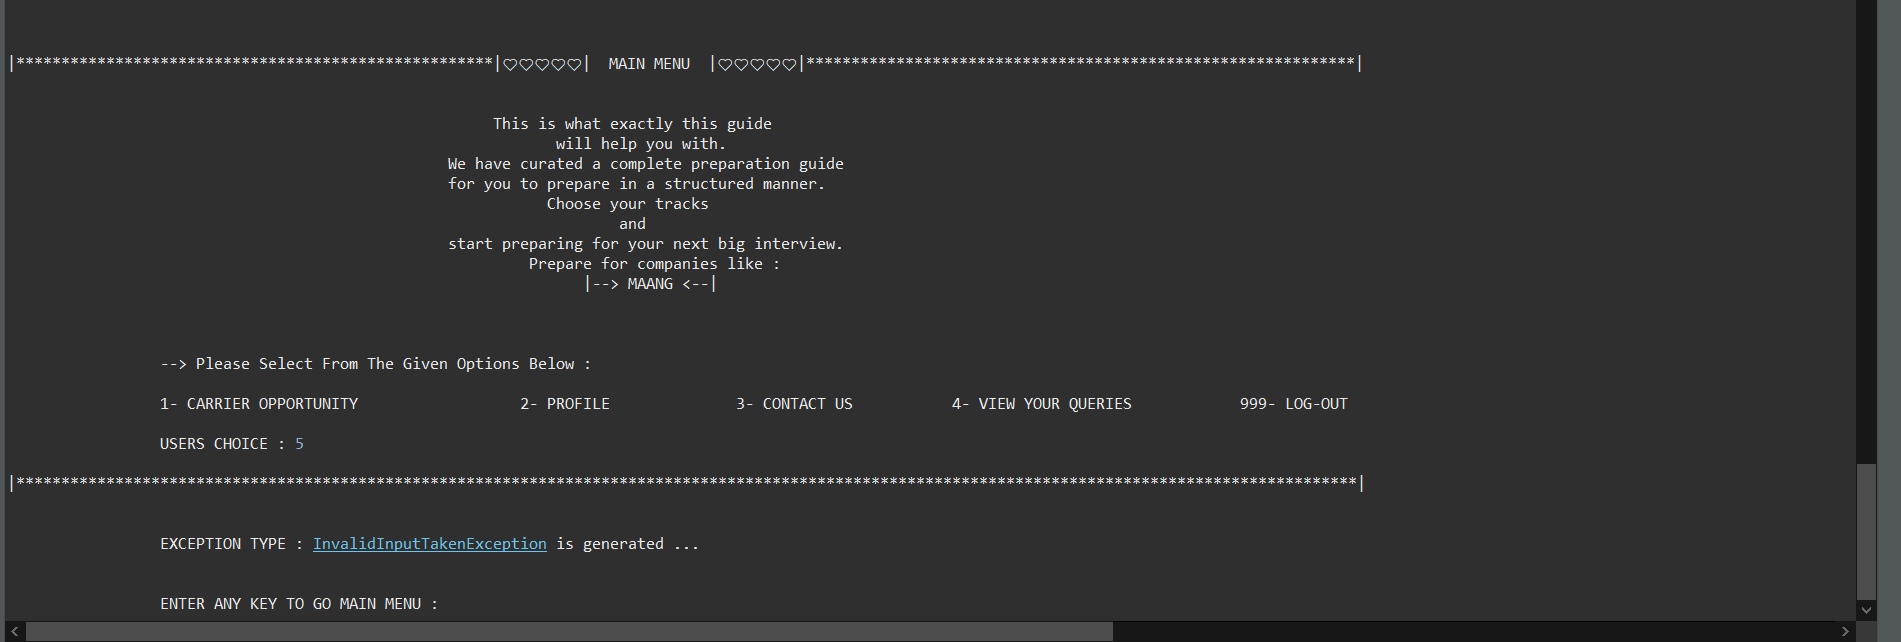 |*****************************************************|♡♡♡♡♡|  MAIN MENU  |♡♡♡♡♡|*************************************************************|
This is what exactly this guide
will help you with.
We have curated a complete preparation guide
for you to prepare in a structured manner.
Choose your tracks
and
start preparing for your next big interview.
Prepare for companies like :
|--> MAANG <--|
--> Please Select From The Given Options Below :
1- CARRIER OPPORTUNITY 2- PROFILE 3- CONTACT US 4- VIEW YOUR QUERIES 999- LOG-OUT
USERS CHOICE : 5
|*****************************************************************************************************************************************************|
EXCEPTION TYPE : InvalidInputTakenException is generated ...
ENTER ANY KEY TO GO MAIN MENU :